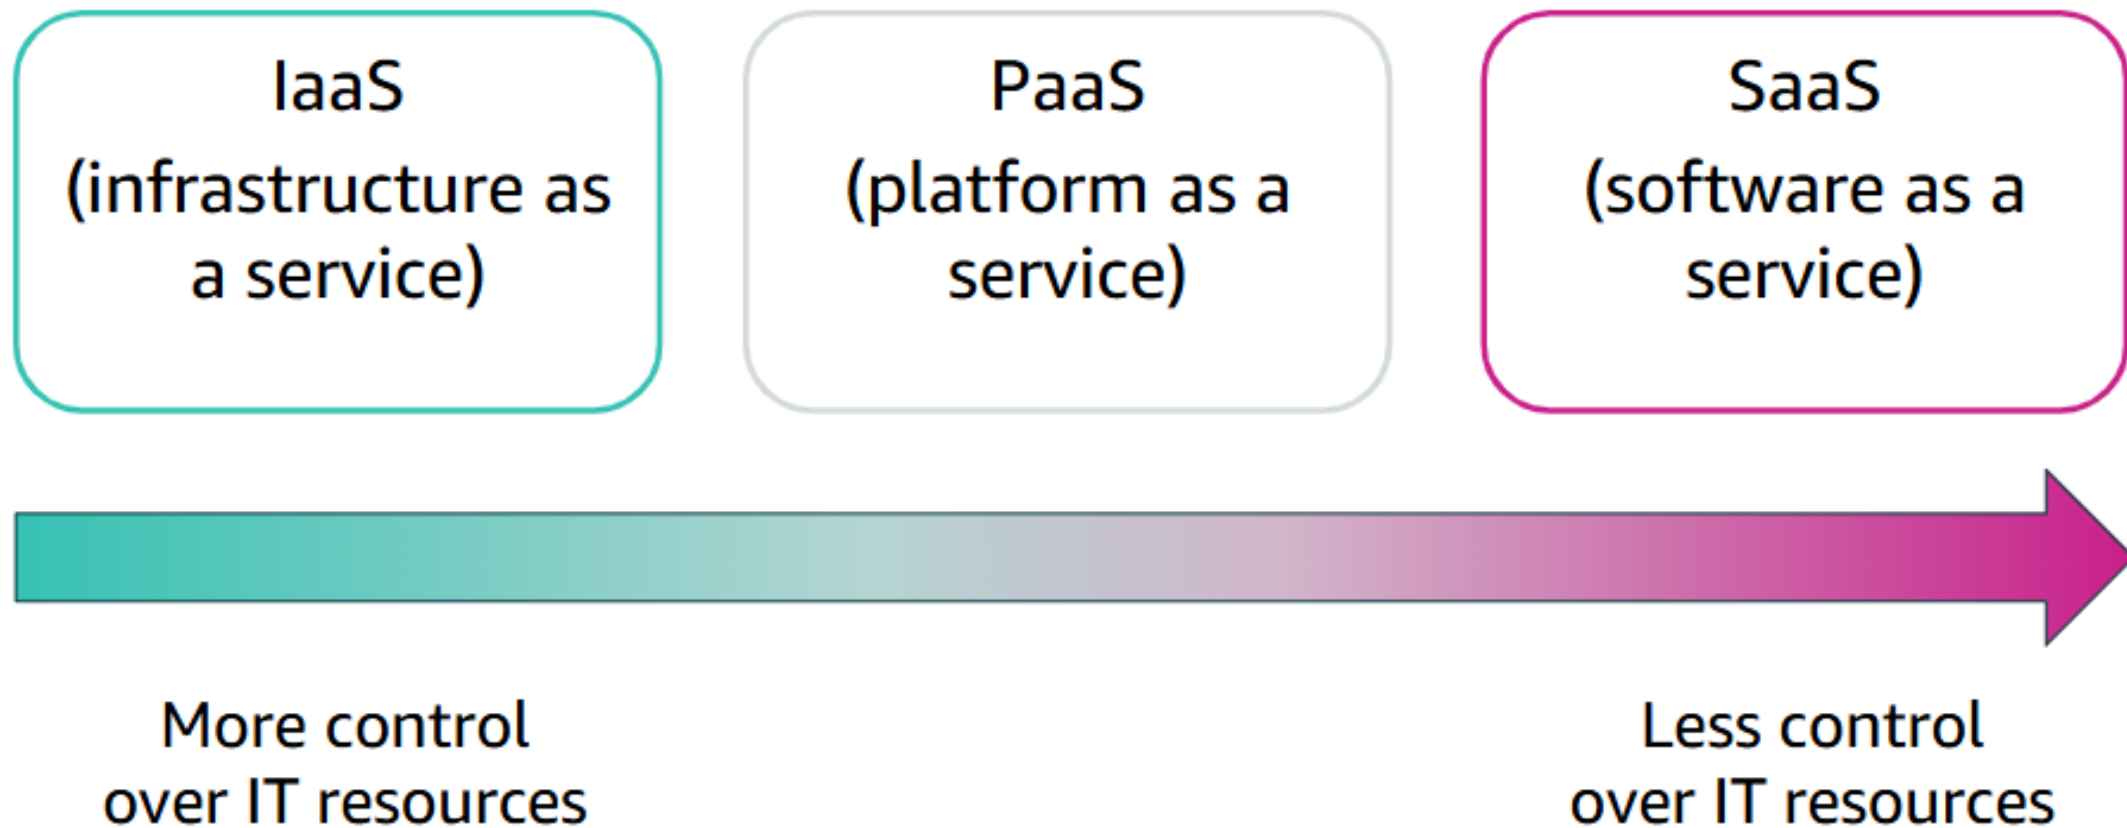 IaaS
(infrastructure as
a service)
PaaS
(platform as a
service)
SaaS
(software as a
service)
More control
over IT resources
Less control
over IT resources